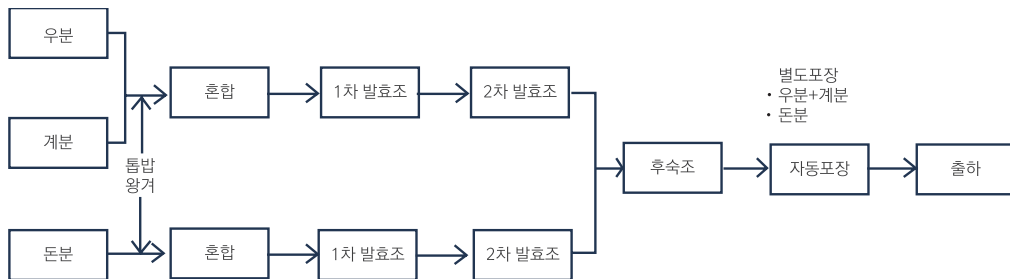 우분
계분
톱밥
왕겨
돈분
혼합
1차 발효조
2차 발효조
혼합
1차 발효조
2차 발효조
후숙조
별도포장
• 우분+계분
• 돈분
자동포장
출하